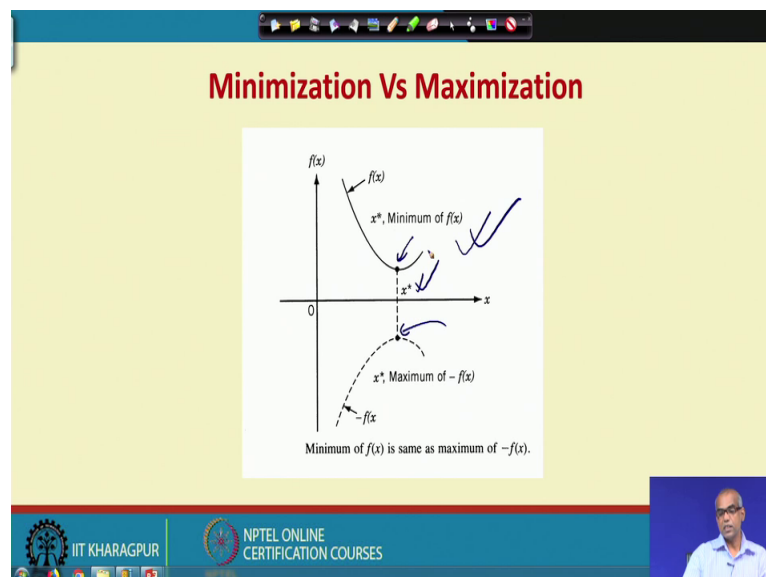 Minimization Vs Maximization
f(x)
f(x)
x*, Minimum of f(x)
x*
x
0
x*, Maximum of – f(x)
–f(x
Minimum of f(x) is same as maximum of −f(x).
IIT KHARAGPUR
NPTEL ONLINE
CERTIFICATION COURSES